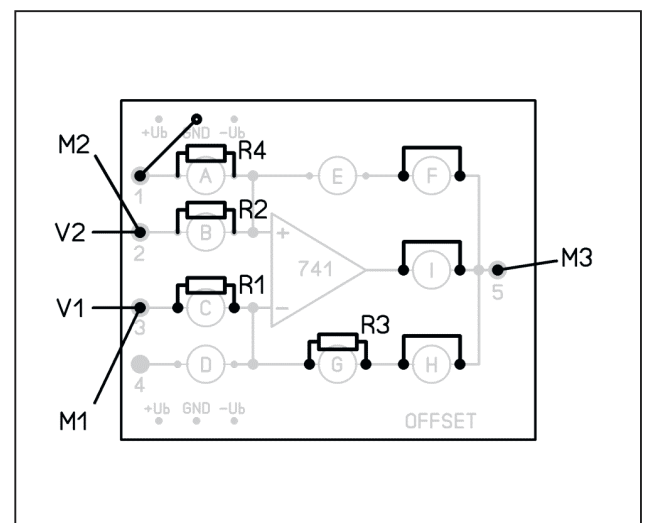 +Ub GND -Ub
M2
R4
A
E
F
1
R2
V2
B
+
2
741
I
M3
5
R1
V1
C
-
3
R3
D
G
H
4
M1
+Ub GND -Ub
OFFSET